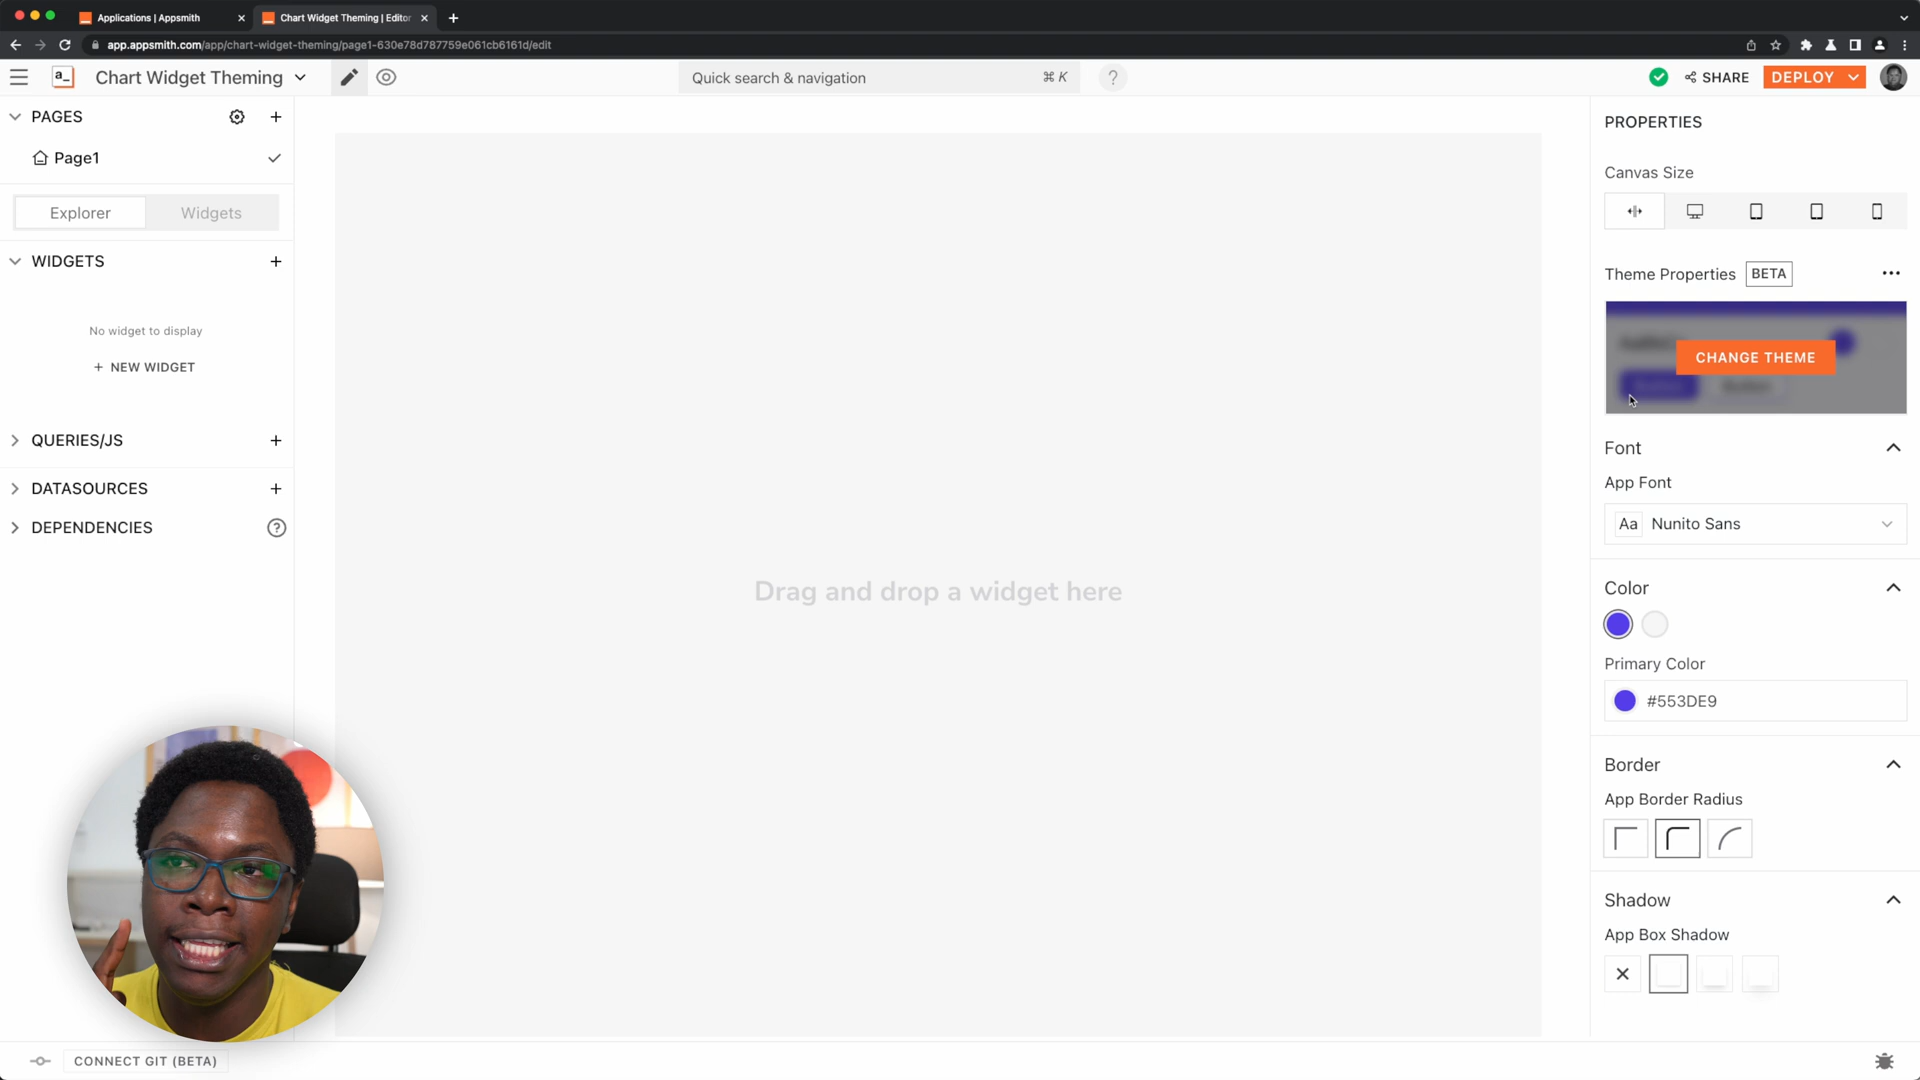 Applications | Appsmith
Chart Widget Theming | Editor
app.appsmith.com/app/chart-widget-theming/page1-630e78d787759e061cb6161d/edit
a_
Chart Widget Theming
Quick search & navigation
⌘ K
?
SHARE
DEPLOY
PAGES
Page1
Explorer
Widgets
WIDGETS
No widget to display
+ NEW WIDGET
QUERIES/JS
DATASOURCES
DEPENDENCIES
?
Drag and drop a widget here
PROPERTIES
Canvas Size
Theme Properties BETA
CHANGE THEME
Font
App Font
Aa Nunito Sans
Color
Primary Color
#553DE9
Border
App Border Radius
Shadow
App Box Shadow
CONNECT GIT (BETA)